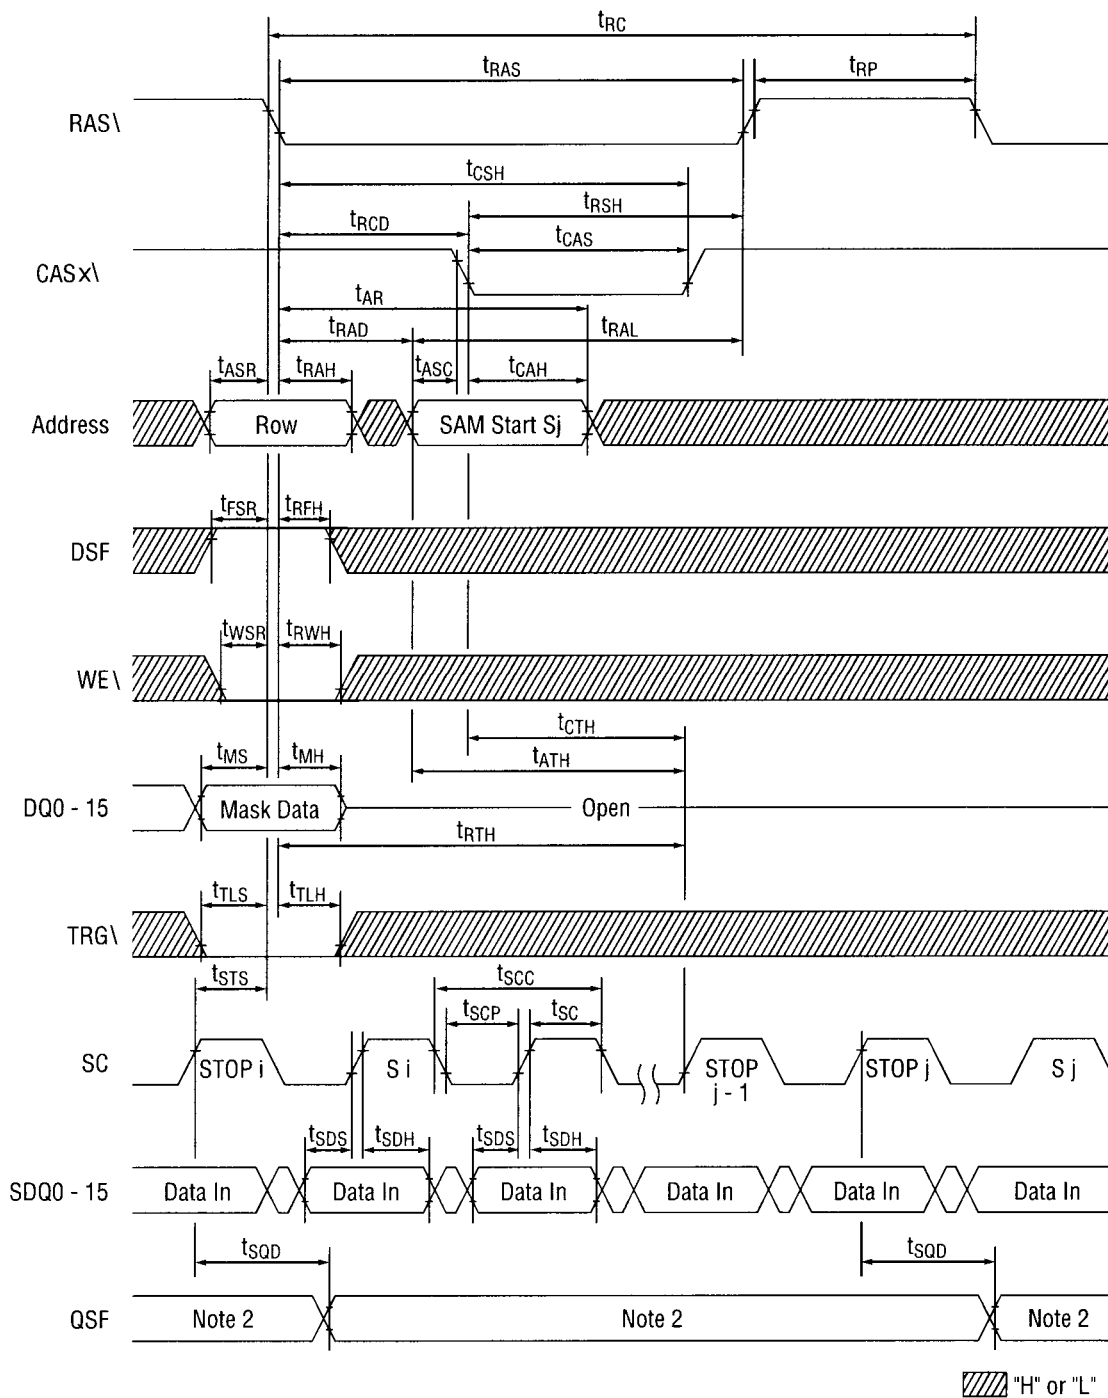 tRC
tRAS
tRP
RAS\
tCSH
tRSH
tRCD
tCAS
CASx\
tAR
tRAD
tRAL
tASR
tRAH
tASC
tCAH
Address
Row
SAM Start Sj
tFSR
tRFH
DSF
tWSR
tRWH
WE\
tCTH
tMS
tMH
tATH
DQ0 - 15
Mask Data
Open
tRTH
tTLS
tTLH
TRG\
tSTS
tSCC
tSCP
tSC
SC
STOP i
S i
STOP
j - 1
STOP j
S j
tSDS
tSDH
tSDS
tSDH
SDQ0 - 15
Data In
Data In
Data In
Data In
Data In
Data In
tSQD
tSQD
QSF
Note 2
Note 2
Note 2
"H" or "L"